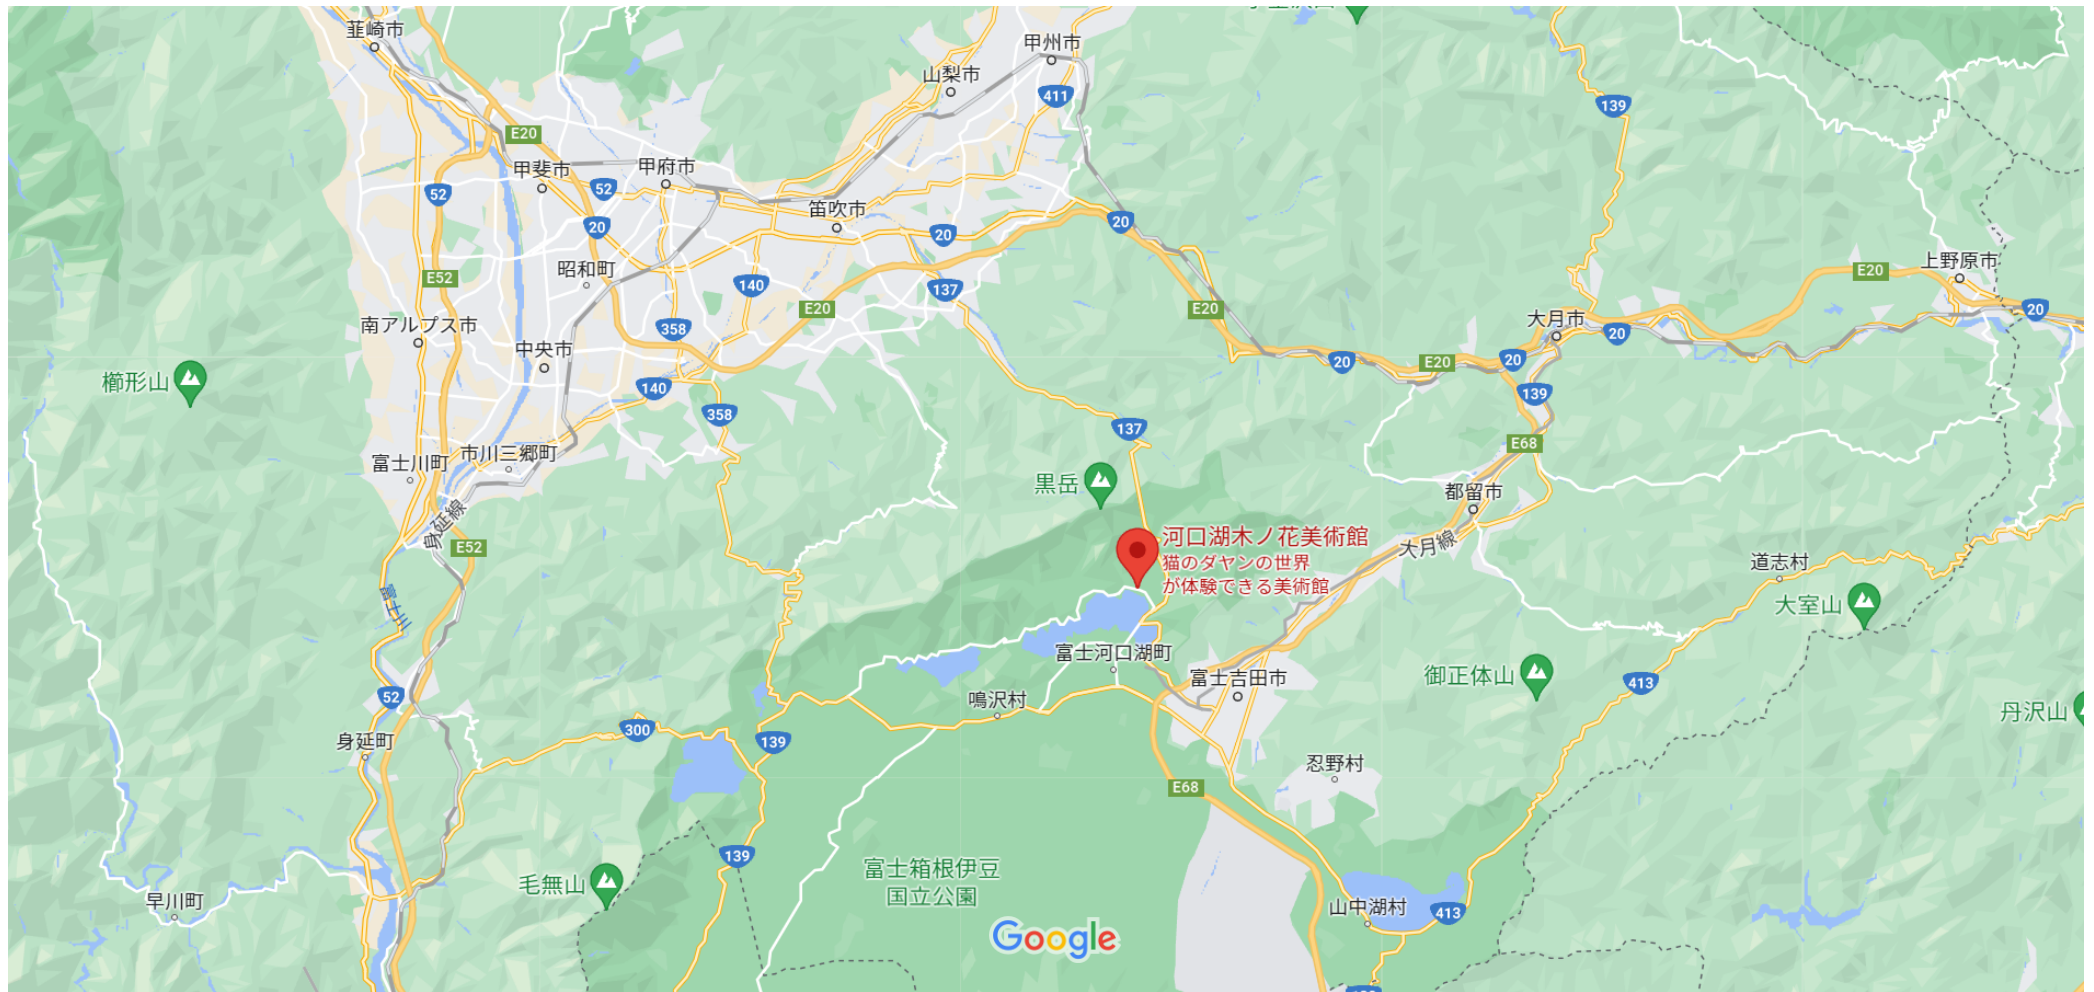 韮崎市
甲州市
山梨市
411
139
E20
甲斐市
甲府市
52
52
笛吹市
20
20
20
昭和町
E52
140
137
E20
E20
上野原市
E20
20
南アルプス市
358
大月市
20
中央市
20
E20
20
櫛形山
140
358
139
137
E68
富士川町
市川三郷町
黒岳
都留市
身延線
E52
河口湖木ノ花美術館
猫のダヤンの世界
が体験できる美術館
大月線
道志村
大室山
富士川
富士河口湖町
富士吉田市
御正体山
413
52
鳴沢村
丹沢山
300
139
身延町
忍野村
E68
139
毛無山
富士箱根伊豆
国立公園
早川町
山中湖村
413
Google